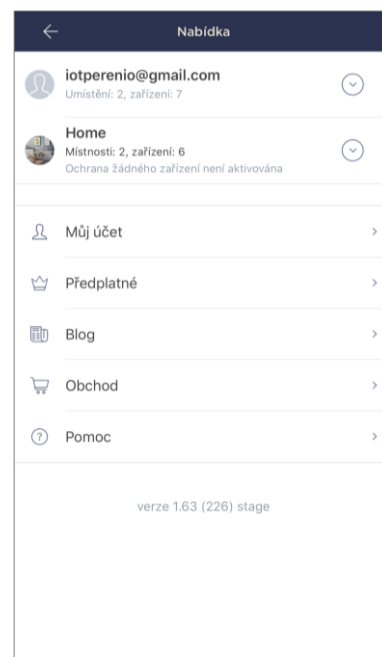 Nabídka
iotperenio@gmail.com
Umístění: 2, zařízení: 7
Home
Místnosti: 2, zařízení: 6
Ochrana žádného zařízení není aktivována
Můj účet
Předplatné
Blog
Obchod
Pomoc
verze 1.63 (226) stage